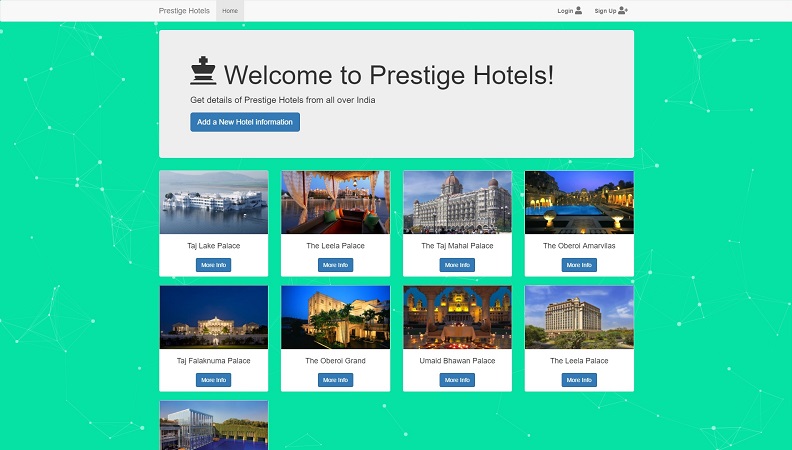 Prestige Hotels Home Login Sign Up
Welcome to Prestige Hotels!
Get details of Prestige Hotels from all over India
Add a New Hotel information
Taj Lake Palace
More Info
The Leela Palace
More Info
The Taj Mahal Palace
More Info
The Oberoi Amarvilas
More Info
Taj Falaknuma Palace
More Info
The Oberoi Grand
More Info
Umaid Bhawan Palace
More Info
The Leela Palace
More Info